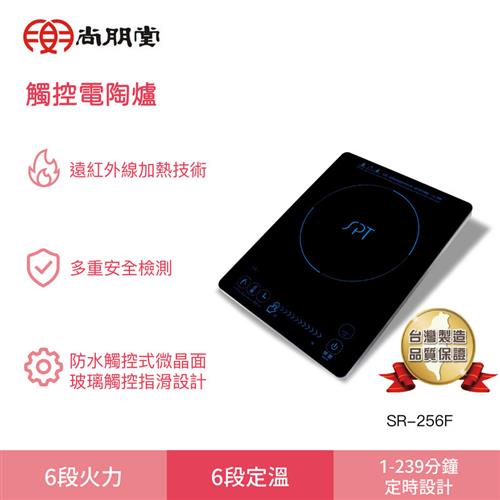 尚朋堂
觸控電陶爐
遠紅外線加熱技術
多重安全檢測
防水觸控式微晶面
玻璃觸控指滑設計
SPT
台灣製造
品質保證
SR-256F
6段火力
6段定溫
1-239分鐘
定時設計